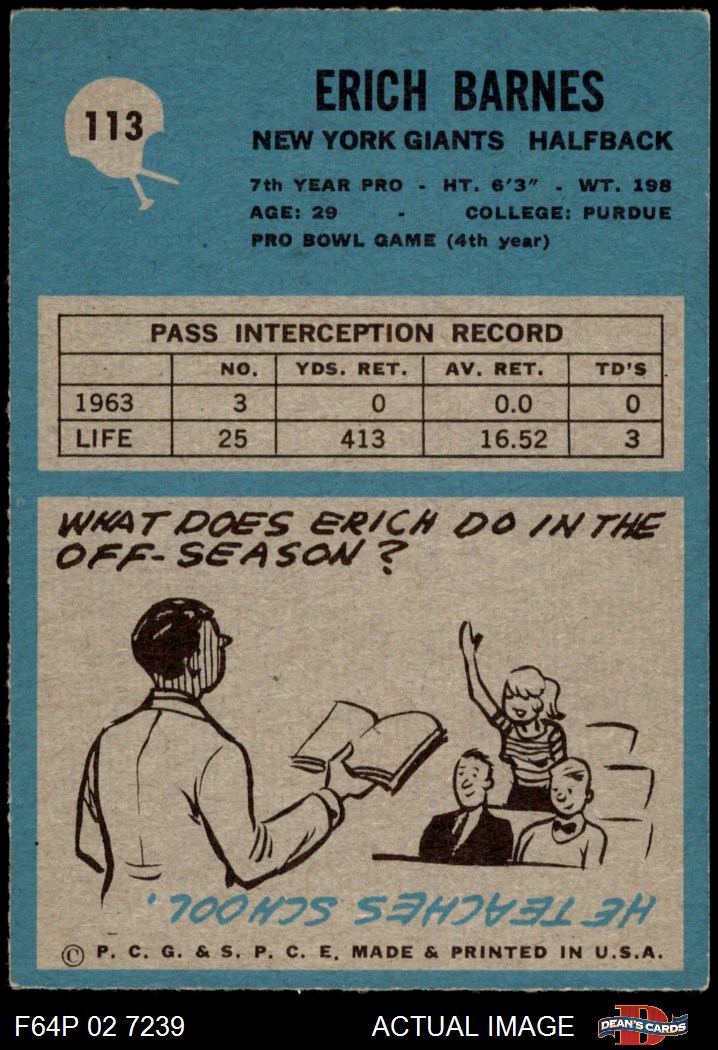 113
ERICH BARNES
NEW YORK GIANTS HALFBACK
7th YEAR PRO - HT. 6'3" - WT. 198
AGE: 29 - COLLEGE: PURDUE
PRO BOWL GAME (4th year)
PASS INTERCEPTION RECORD
NO. YDS. RET. AV. RET. TD'S
1963 3 0 0.0 0
LIFE 25 413 16.52 3
WHAT DOES ERICH DO IN THE
OFF-SEASON?
HE TEACHES SCHOOL.
© P. C. G. & S. P. C. E. MADE & PRINTED IN U.S.A.
F64P 02 7239 ACTUAL IMAGE D DEAN'S CARDS